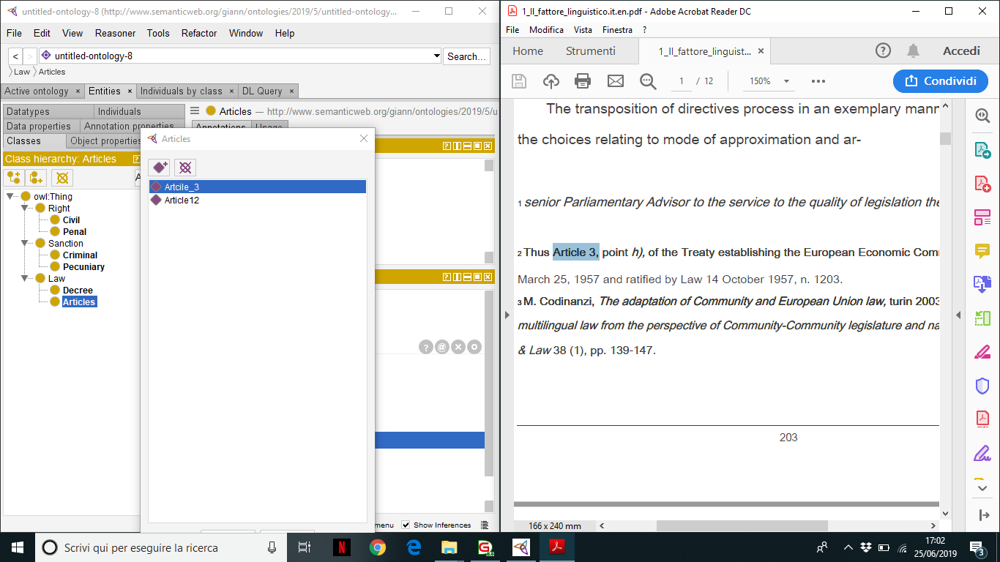 untitled-ontology-8 (http://www.semanticweb.org/giann/ontologies/2019/5/untitled-ontology...
File Edit View Reasoner Tools Refactor Window Help
< > untitled-ontology-8 Search...
Law Articles
Active ontology × Entities × Individuals by class × DL Query ×
Datatypes Individuals
Data properties Annotation properties
Classes Object properties
Articles — http://www.semanticweb.org/giann/ontologies/2019/5/u
Annotations Usage
Class hierarchy: Articles
owl:Thing
Right
Civil
Penal
Sanction
Criminal
Pecuniary
Law
Decree
Articles
Articles
Artcile_3
Article12
menu Show Inferences
1_Il_fattore_linguistico.it.en.pdf - Adobe Acrobat Reader DC
File Modifica Vista Finestra ?
Home Strumenti 1_Il_fattore_linguist... × Accedi
1 / 12 150% Condividi
The transposition of directives process in an exemplary mann
the choices relating to mode of approximation and ar-
1 senior Parliamentary Advisor to the service to the quality of legislation the
2 Thus Article 3, point h), of the Treaty establishing the European Economic Com
March 25, 1957 and ratified by Law 14 October 1957, n. 1203.
3 M. Codinanzi, The adaptation of Community and European Union law, turin 2003
multilingual law from the perspective of Community-Community legislature and na
& Law 38 (1), pp. 139-147.
203
166 x 240 mm
Scrivi qui per eseguire la ricerca
17:02
25/06/2019
3